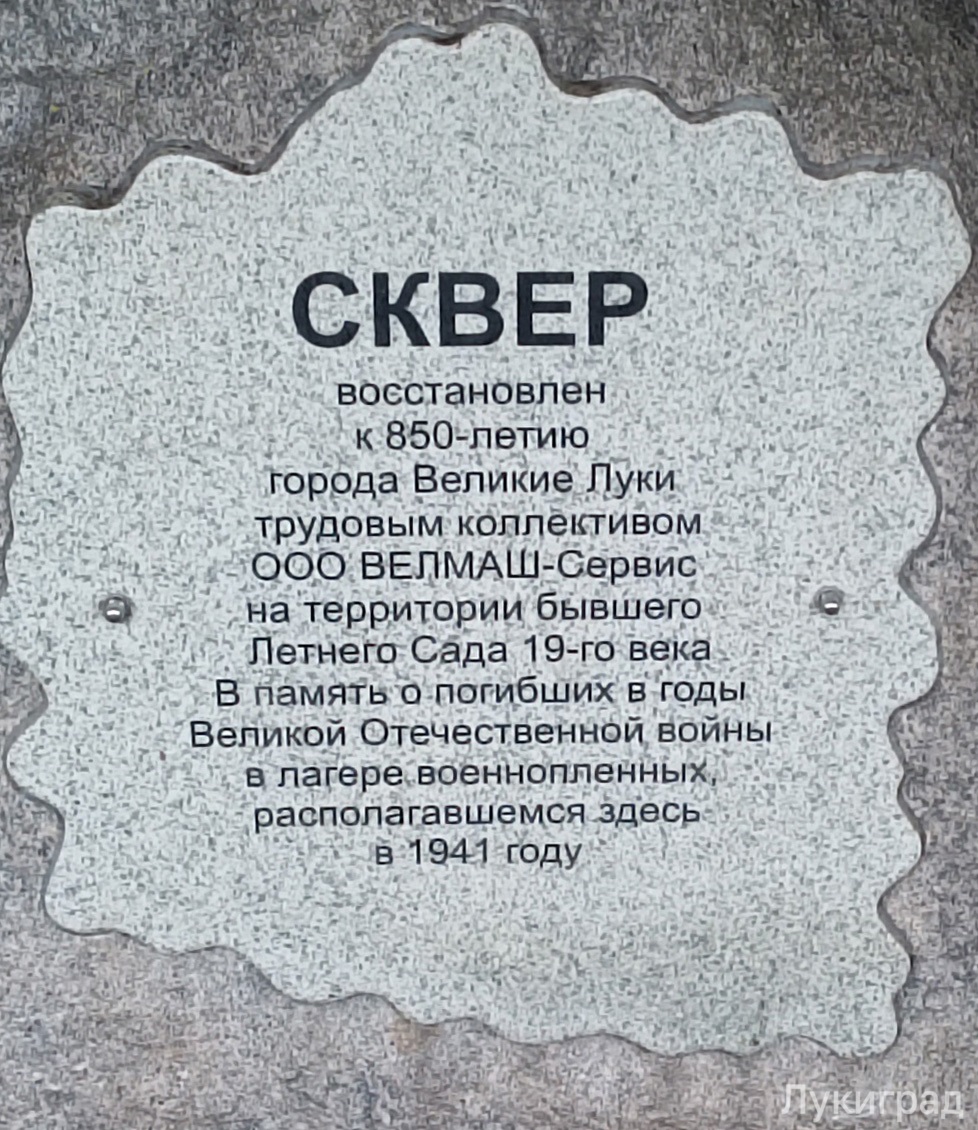 СКВЕР
восстановлен
к 850-летию
города Великие Луки
трудовым коллективом
ООО ВЕЛМАШ-Сервис
на территории бывшего
Летнего Сада 19-го века
В память о погибших в годы
Великой Отечественной войны
в лагере военнопленных,
располагавшемся здесь
в 1941 году
Лукиград